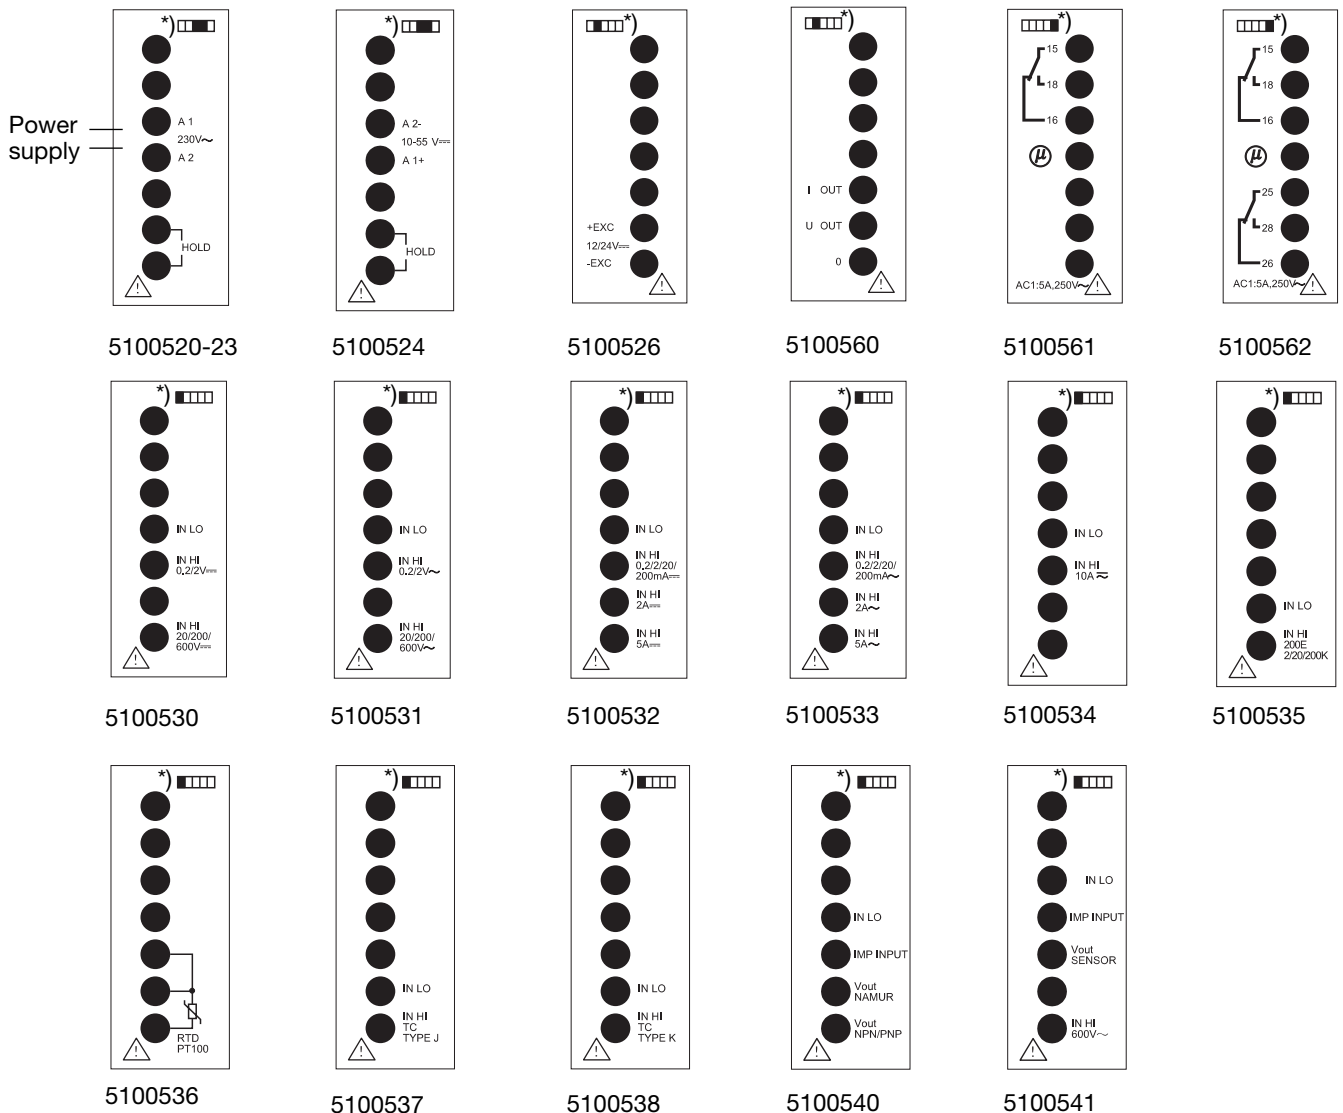 *)
Power
supply
A 1
230V~
A 2
HOLD
5100520-23
*)
A 2-
10-55 V⎓
A 1+
HOLD
5100524
*)
+EXC
12/24V⎓
-EXC
5100526
*)
I OUT
U OUT
0
5100560
*)
15
18
16
μ
AC1:5A,250V~
5100561
*)
15
18
16
μ
25
28
26
AC1:5A,250V~
5100562
*)
IN LO
IN HI
0.2/2V⎓
IN HI
20/200/
600V⎓
5100530
*)
IN LO
IN HI
0.2/2V~
IN HI
20/200/
600V~
5100531
*)
IN LO
IN HI
0.2/2/20/
200mA⎓
IN HI
2A⎓
IN HI
5A⎓
5100532
*)
IN LO
IN HI
0.2/2/20/
200mA~
IN HI
2A~
IN HI
5A~
5100533
*)
IN LO
IN HI
10A ⎓~
5100534
*)
IN LO
IN HI
200E
2/20/200K
5100535
*)
RTD
PT100
5100536
*)
IN LO
IN HI
TC
TYPE J
5100537
*)
IN LO
IN HI
TC
TYPE K
5100538
*)
IN LO
IMP INPUT
Vout
NAMUR
Vout
NPN/PNP
5100540
*)
IN LO
IMP INPUT
Vout
SENSOR
IN HI
600V~
5100541